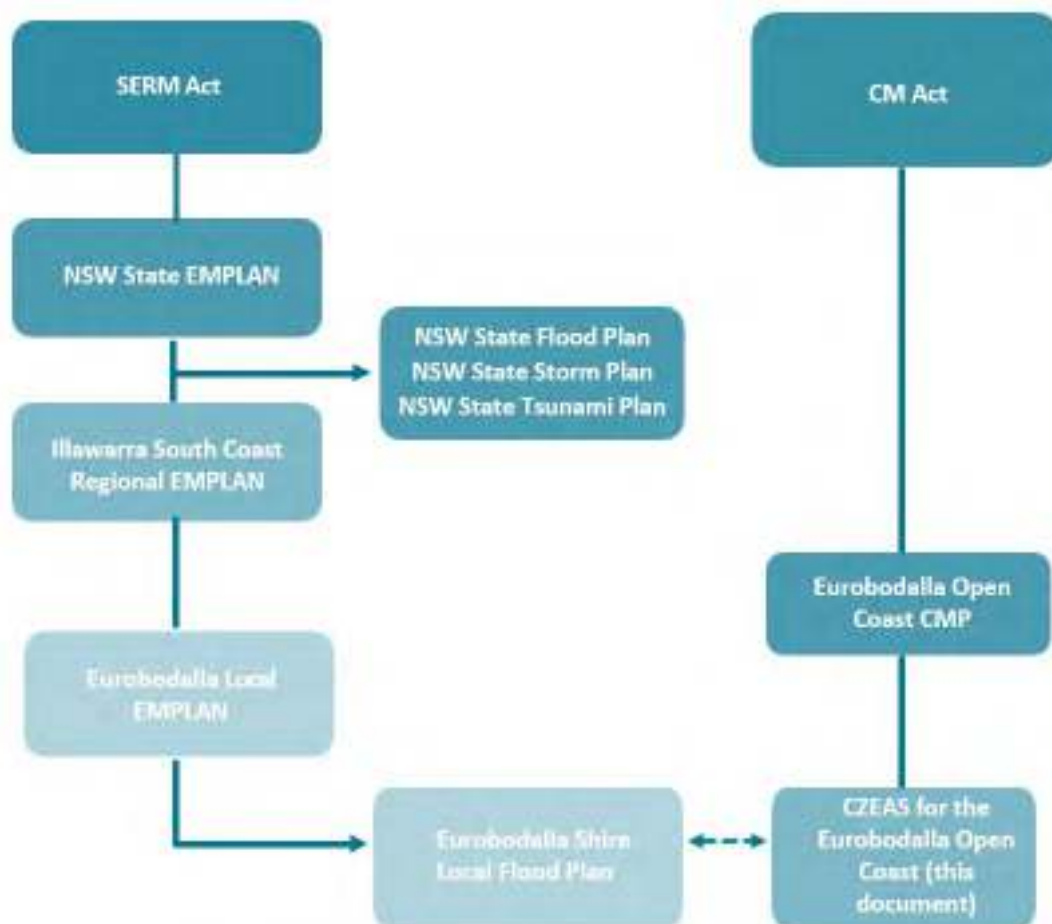 SERM Act
CM Act
NSW State EMPLAN
NSW State Flood Plan
NSW State Storm Plan
NSW State Tsunami Plan
Illawarra South Coast
Regional EMPLAN
Eurobodalla Open
Coast CMP
Eurobodalla Local
EMPLAN
Eurobodalla Shire
Local Flood Plan
CZEAS for the
Eurobodalla Open
Coast (this
document)